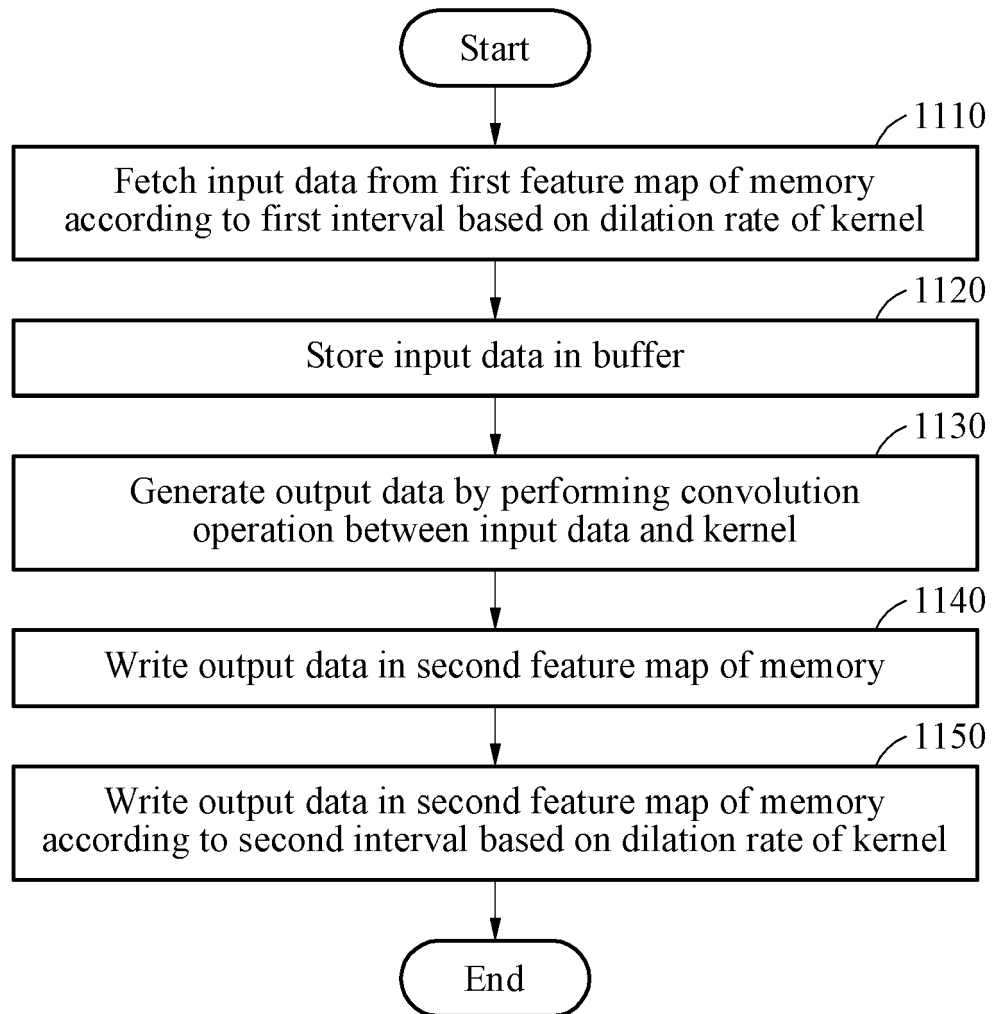 Start
1110
Fetch input data from first feature map of memory
according to first interval based on dilation rate of kernel
1120
Store input data in buffer
1130
Generate output data by performing convolution
operation between input data and kernel
1140
Write output data in second feature map of memory
1150
Write output data in second feature map of memory
according to second interval based on dilation rate of kernel
End